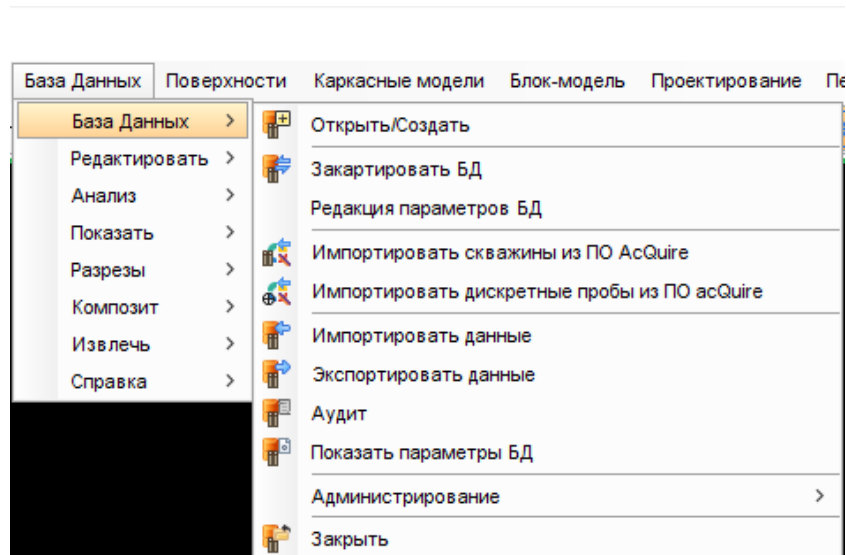 База Данных Поверхности Каркасные модели Блок-модель Проектирование
База Данных >
Редактировать >
Анализ >
Показать >
Разрезы >
Композит >
Извлечь >
Справка >
Открыть/Создать
Закартировать БД
Редакция параметров БД
Импортировать скважины из ПО AcQuire
Импортировать дискретные пробы из ПО acQuire
Импортировать данные
Экспортировать данные
Аудит
Показать параметры БД
Администрирование >
Закрыть